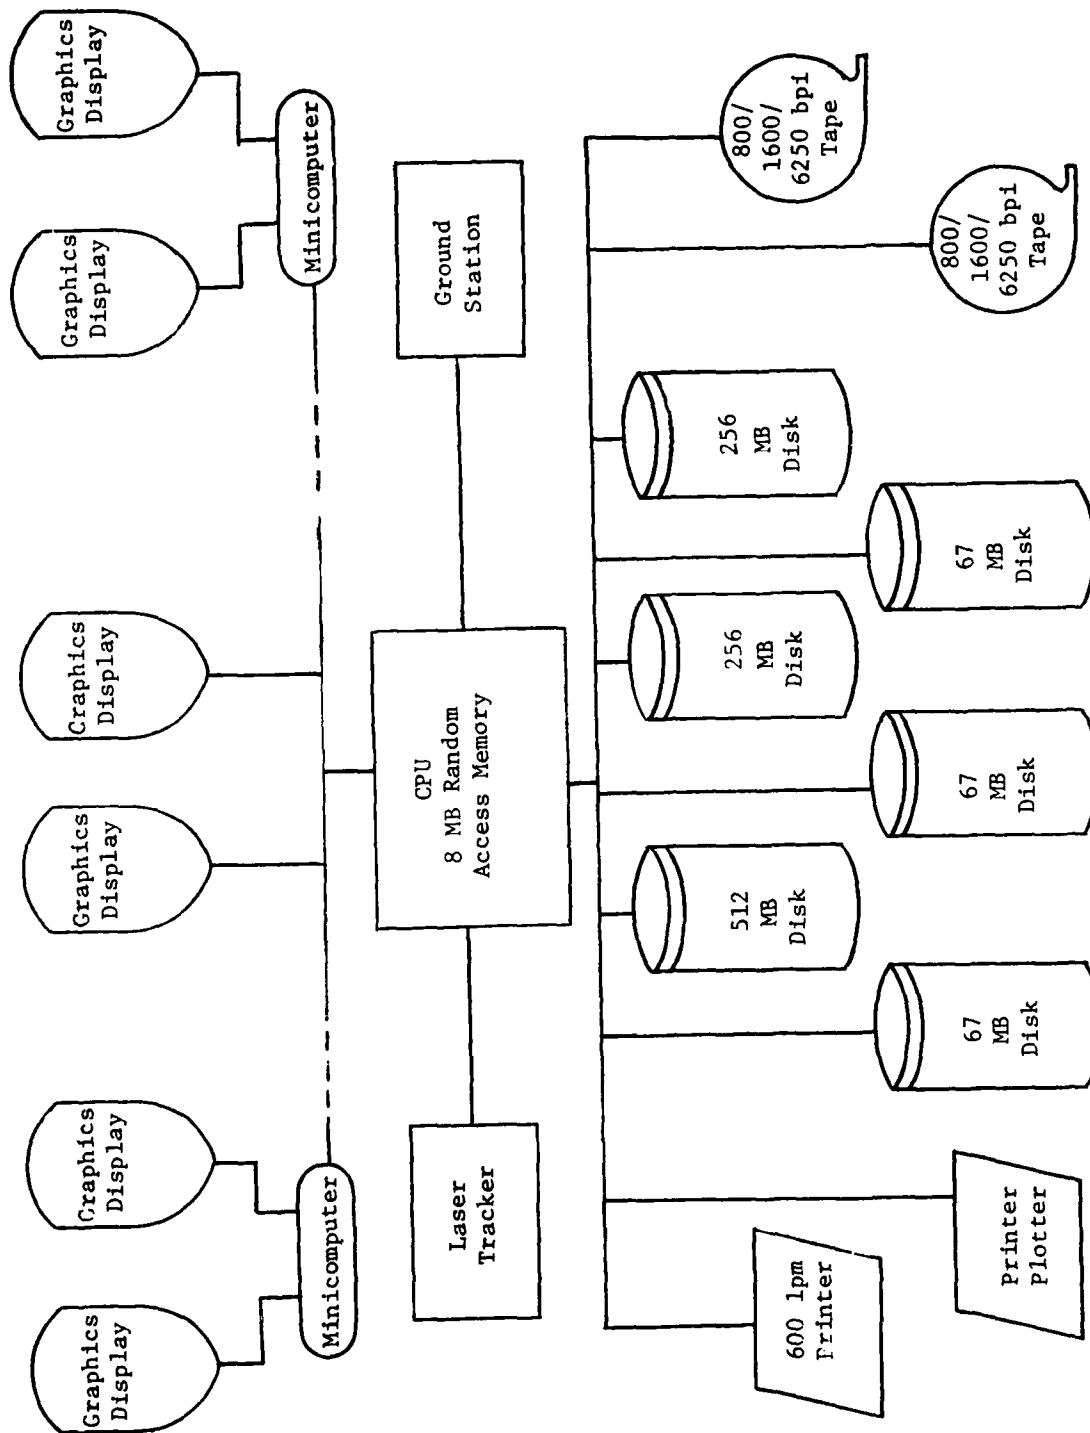 Graphics
Display
Graphics
Display
Graphics
Display
Craphics
Display
Graphics
Display
Graphics
Display
Minicomputer
Minicomputer
Laser
Tracker
CPU
8 MB Random
Access Memory
Ground
Station
600 lpm
Printer
Printer
Plotter
67
MB
Disk
512
MB
Disk
67
MB
Disk
256
MB
Disk
67
MB
Disk
256
MB
Disk
800/
1600/
6250 bpi
Tape
800/
1600/
6250 bpi
Tape